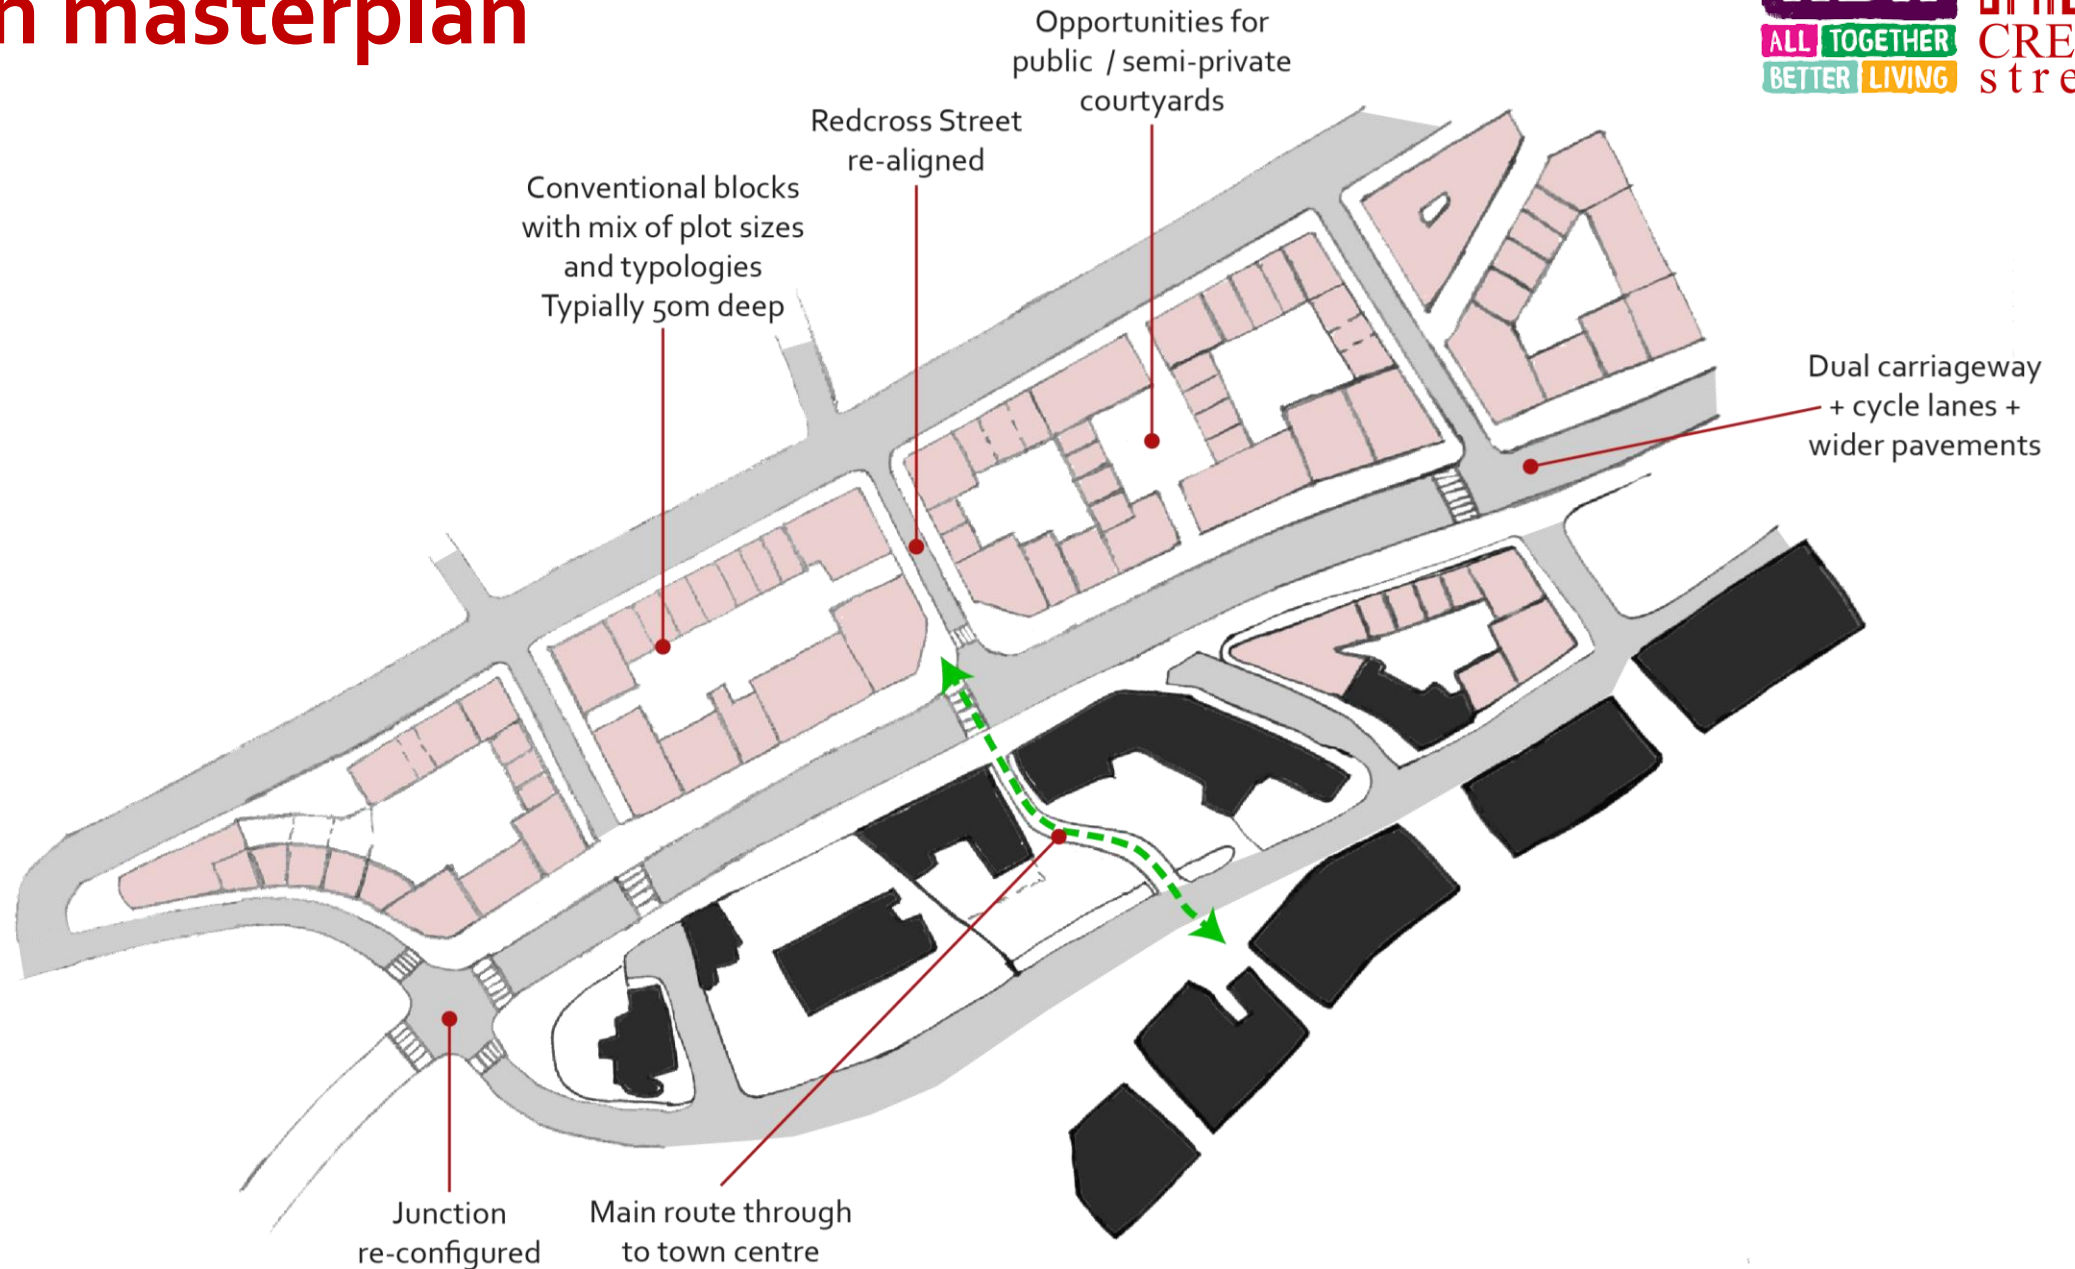 n masterplan
ALL TOGETHER
BETTER LIVING
CRE
stre
Opportunities for
public / semi-private
courtyards
Redcross Street
re-aligned
Conventional blocks
with mix of plot sizes
and typologies
Typially 50m deep
Dual carriageway
+ cycle lanes +
wider pavements
Junction
re-configured
Main route through
to town centre